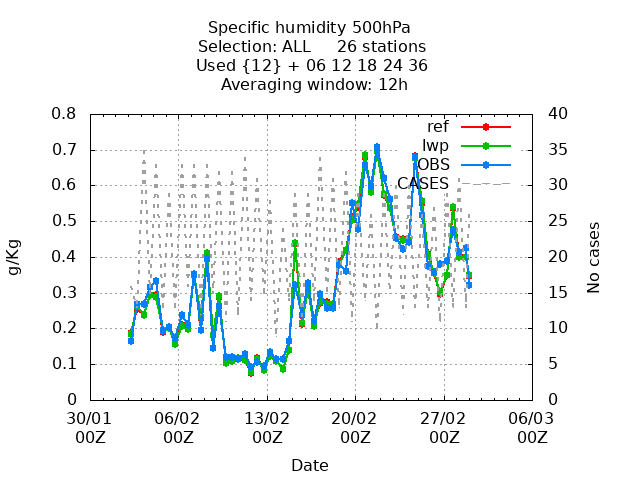 Specific humidity 500hPa
Selection: ALL 26 stations
Used {12} + 06 12 18 24 36
Averaging window: 12h
0.8 40
ref
0.7 35
lwp
OBS
0.6 CASES 30
0.5 25
0.4 20
0.3 15
0.2 10
0.1 5
0 0
g/Kg
No cases
30/01 06/02 13/02 20/02 27/02 06/03
00Z 00Z 00Z 00Z 00Z 00Z
Date